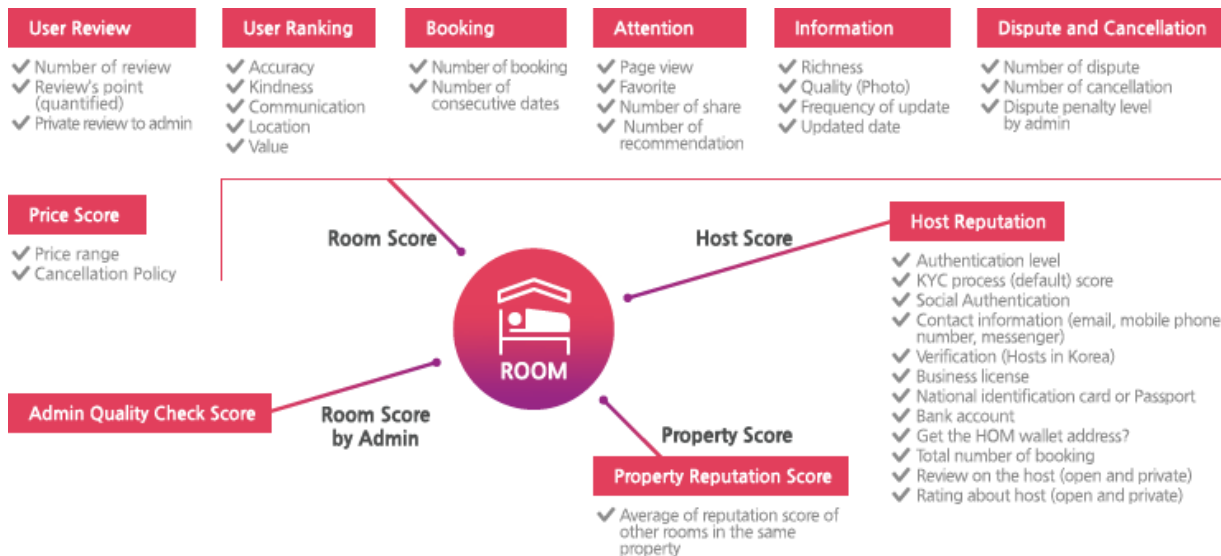 User Review
Number of review
Review's point
(quantified)
Private review to admin
User Ranking
Accuracy
Kindness
Communication
Location
Value
Booking
Number of booking
Number of
consecutive dates
Attention
Page view
Favorite
Number of share
Number of
recommendation
Information
Richness
Quality (Photo)
Frequency of update
Updated date
Dispute and Cancellation
Number of dispute
Number of cancellation
Dispute penalty level
by admin
Price Score
Price range
Cancellation Policy
Room Score
Host Score
Host Reputation
Authentication level
KYC process (default) score
Social Authentication
Contact information (email, mobile phone
number, messenger)
Verification (Hosts in Korea)
Business license
National identification card or Passport
Bank account
Get the HOM wallet address?
Total number of booking
Review on the host (open and private)
Rating about host (open and private)
ROOM
Admin Quality Check Score
Room Score
by Admin
Property Score
Property Reputation Score
Average of reputation score of
other rooms in the same
property